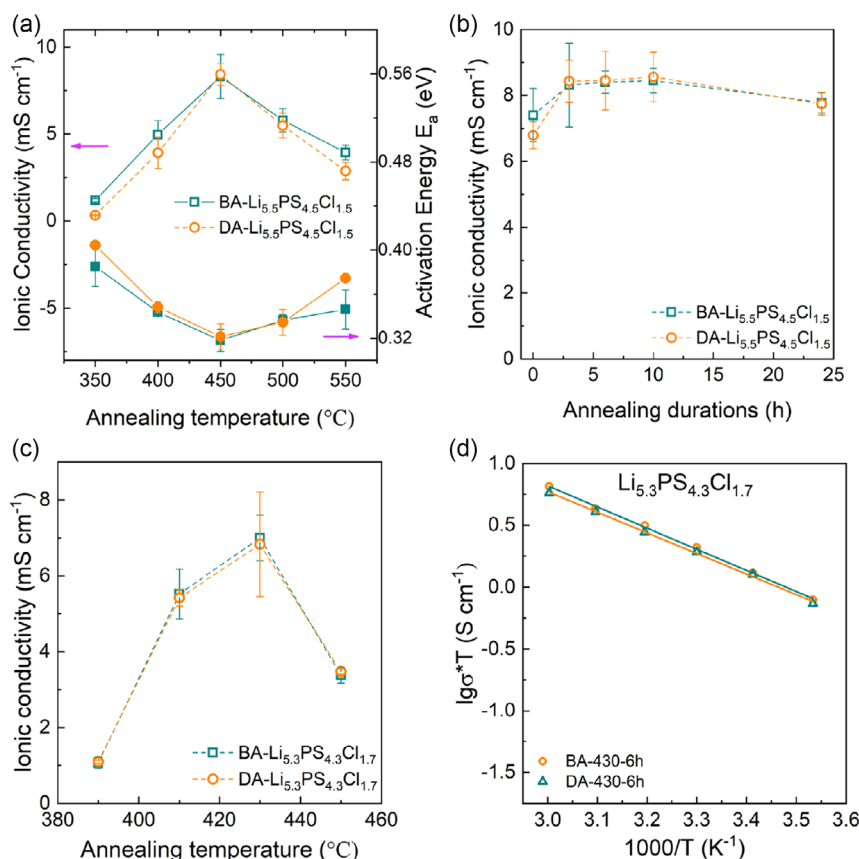 (a)
10
5
0
-5
Ionic Conductivity (mS cm⁻¹)
0.56
0.48
0.40
0.32
Activation Energy Eₐ (eV)
BA-Li₅.₅PS₄.₅Cl₁.₅
DA-Li₅.₅PS₄.₅Cl₁.₅
350 400 450 500 550
Annealing temperature (°C)
(b)
10
8
6
4
2
0
Ionic conductivity (mS cm⁻¹)
BA-Li₅.₅PS₄.₅Cl₁.₅
DA-Li₅.₅PS₄.₅Cl₁.₅
0 5 10 15 20 25
Annealing durations (h)
(c)
8
6
4
2
0
Ionic conductivity (mS cm⁻¹)
BA-Li₅.₃PS₄.₃Cl₁.₇
DA-Li₅.₃PS₄.₃Cl₁.₇
380 400 420 440 460
Annealing temperature (°C)
(d)
1.0
0.5
0.0
-0.5
-1.0
-1.5
lgσ*T (S cm⁻¹)
Li₅.₃PS₄.₃Cl₁.₇
BA-430-6h
DA-430-6h
3.0 3.1 3.2 3.3 3.4 3.5 3.6
1000/T (K⁻¹)